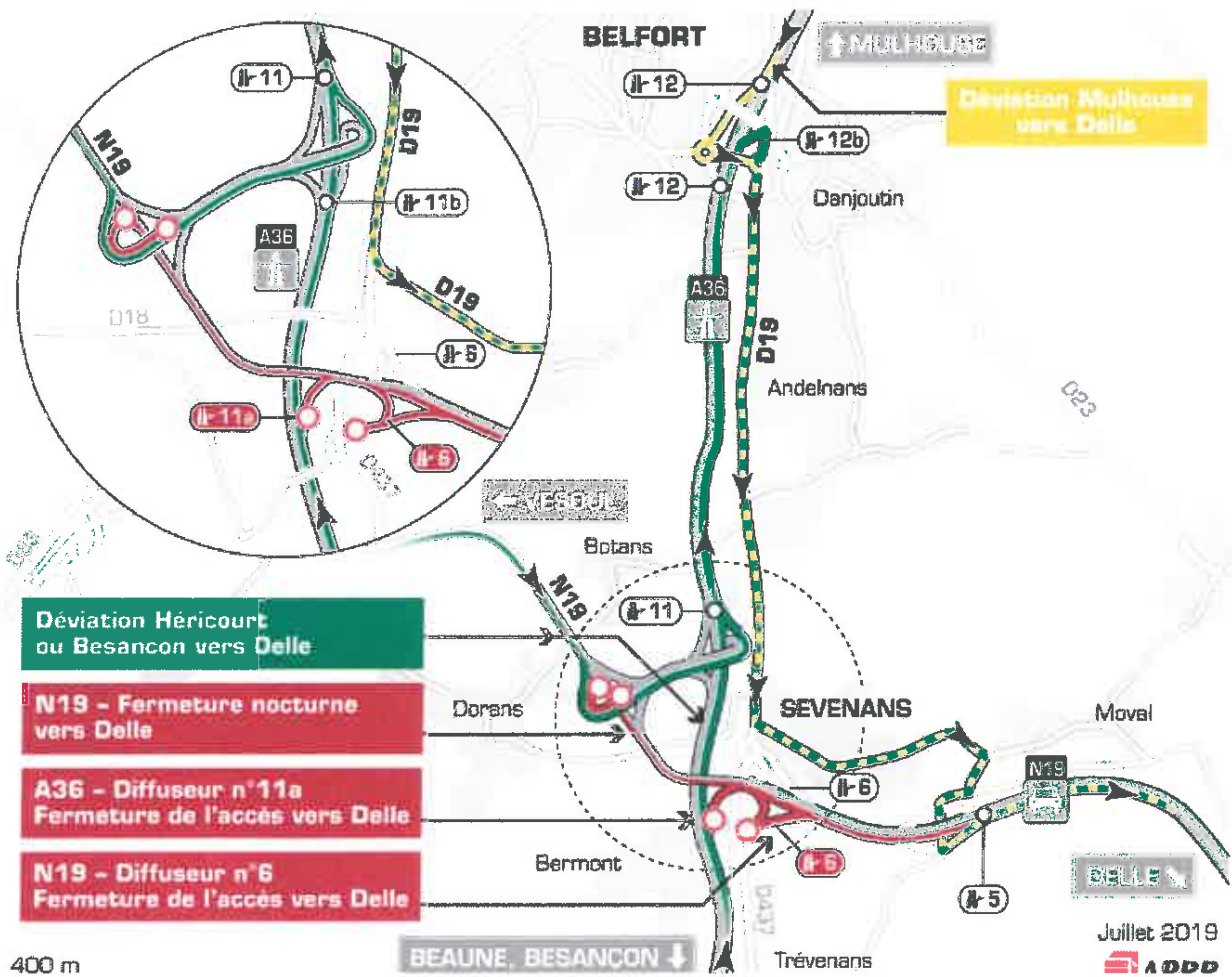 BELFORT
MULHOUSE
11
12
Déviation Mulhouse
vers Delle
N19
D19
12b
12
Danjoutin
11b
A36
A36
D19
D18
D19
6
Andelnans
D23
11a
6
D437
VESOUL
Botans
N19
11
Déviation Héricourt
ou Besancon vers Delle
N19 - Fermeture nocturne
vers Delle
Dorans
SEVENANS
Moval
N19
A36 - Diffuseur n°11a
Fermeture de l'accès vers Delle
6
N19 - Diffuseur n°6
Fermeture de l'accès vers Delle
Bermont
6
DELLE
5
D437
Juillet 2019
400 m
BEAUNE, BESANCON
Trévenans
APRR